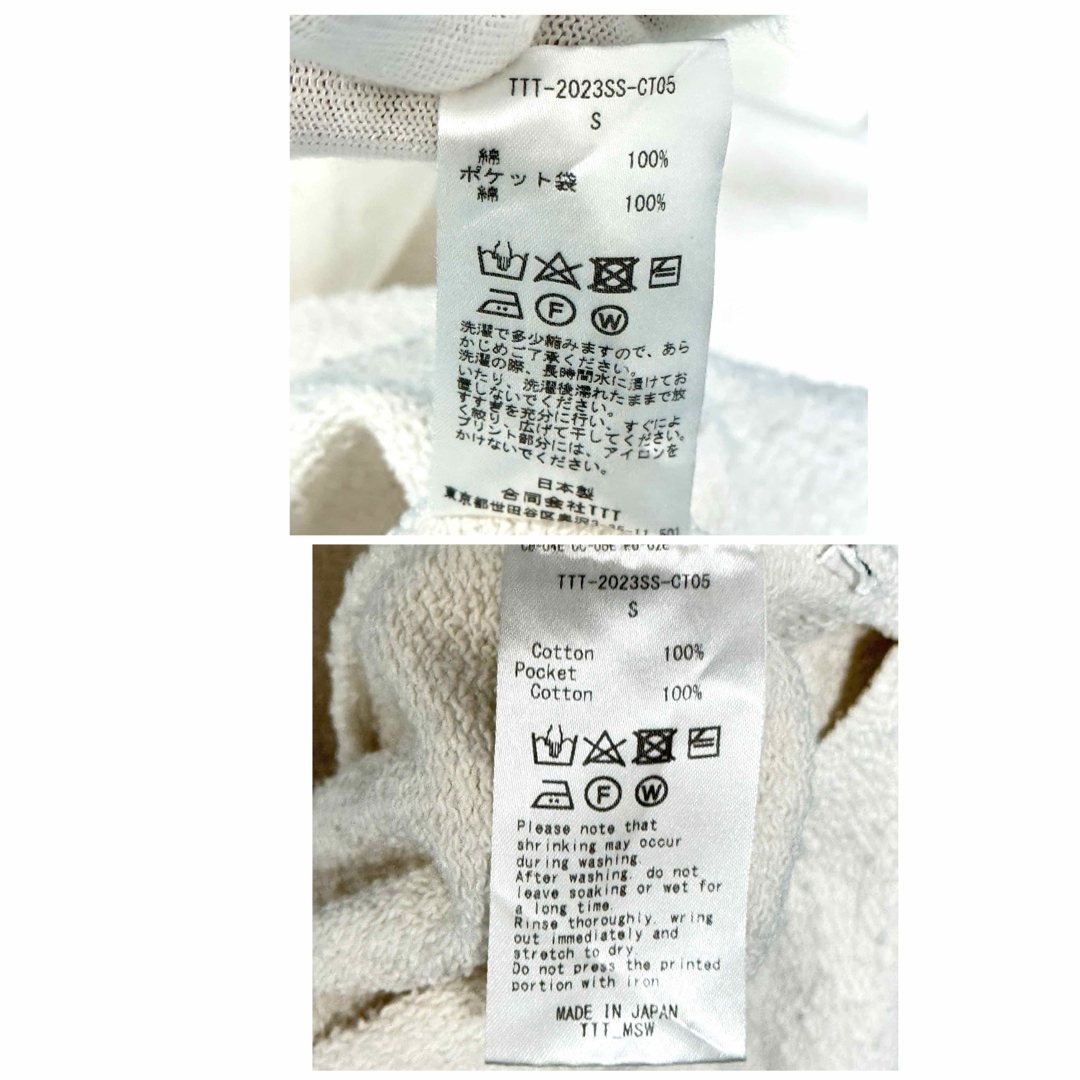 TTT-2023SS-CT05
S
綿 100%
ポケット袋
綿 100%
F W
洗濯で多少縮みますので、あら
かじめご了承ください。
洗濯の際、長時間水に漬けてお
いたり、洗濯後濡れたままで放
置しないでください。
すすぎを充分に行い、すぐによ
く絞り、広げて干してください。
プリント部分には、アイロンを
かけないでください。
日本製
合同会社TTT
東京都世田谷区奥沢
TTT-2023SS-CT05
S
Cotton 100%
Pocket
Cotton 100%
F W
Please note that
shrinking may occur
during washing.
After washing, do not
leave soaking or wet for
a long time.
Rinse thoroughly, wring
out immediately and
stretch to dry.
Do not press the printed
portion with iron.
MADE IN JAPAN
TTT_MSW